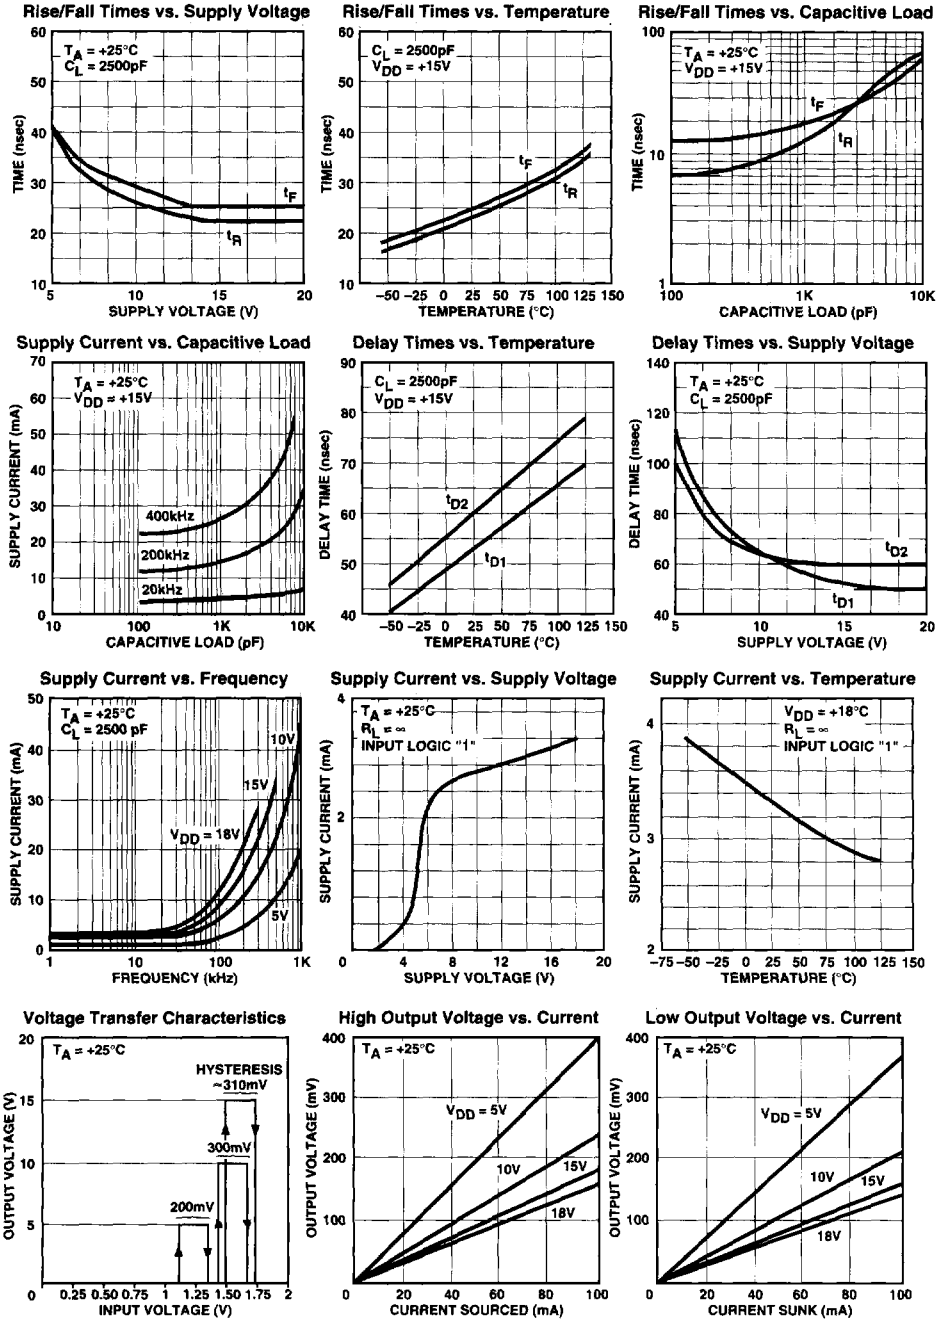 Rise/Fall Times vs. Supply Voltage
60
50
40
30
20
10
TIME (nsec)
TA = +25°C
CL = 2500pF
tF
tR
5 10 15 20
SUPPLY VOLTAGE (V)
Rise/Fall Times vs. Temperature
60
50
40
30
20
10
TIME (nsec)
CL = 2500pF
VDD = +15V
tF
tR
−50 −25 0 25 50 75 100 125 150
TEMPERATURE (°C)
Rise/Fall Times vs. Capacitive Load
100
10
1
TIME (nsec)
TA = +25°C
VDD = +15V
tF
tR
100 1K 10K
CAPACITIVE LOAD (pF)
Supply Current vs. Capacitive Load
70
60
50
40
30
20
10
0
SUPPLY CURRENT (mA)
TA = +25°C
VDD = +15V
400kHz
200kHz
20kHz
10 100 1K 10K
CAPACITIVE LOAD (pF)
Delay Times vs. Temperature
90
80
70
60
50
40
DELAY TIME (nsec)
CL = 2500pF
VDD = +15V
tD2
tD1
−50 −25 0 25 50 75 100 125 150
TEMPERATURE (°C)
Delay Times vs. Supply Voltage
140
120
100
80
60
40
DELAY TIME (nsec)
TA = +25°C
CL = 2500pF
tD2
tD1
5 10 15 20
SUPPLY VOLTAGE (V)
Supply Current vs. Frequency
50
40
30
20
10
0
SUPPLY CURRENT (mA)
TA = +25°C
CL = 2500 pF
10V
15V
VDD = 18V
5V
1 10 100 1K
FREQUENCY (kHz)
Supply Current vs. Supply Voltage
4
2
0
SUPPLY CURRENT (mA)
TA = +25°C
RL = ∞
INPUT LOGIC "1"
4 8 12 16 20
SUPPLY VOLTAGE (V)
Supply Current vs. Temperature
4
3
2
SUPPLY CURRENT (mA)
VDD = +18°C
RL = ∞
INPUT LOGIC "1"
−75 −50 −25 0 25 50 75 100 125 150
TEMPERATURE (°C)
Voltage Transfer Characteristics
20
15
10
5
0
OUTPUT VOLTAGE (V)
TA = +25°C
HYSTERESIS
≈310mV
300mV
200mV
0.25 0.50 0.75 1 1.25 1.50 1.75 2
INPUT VOLTAGE (V)
High Output Voltage vs. Current
400
300
200
100
OUTPUT VOLTAGE (mV)
TA = +25°C
VDD = 5V
10V
15V
18V
0 20 40 60 80 100
CURRENT SOURCED (mA)
Low Output Voltage vs. Current
400
300
200
100
OUTPUT VOLTAGE (mV)
TA = +25°C
VDD = 5V
10V
15V
18V
0 20 40 60 80 100
CURRENT SUNK (mA)